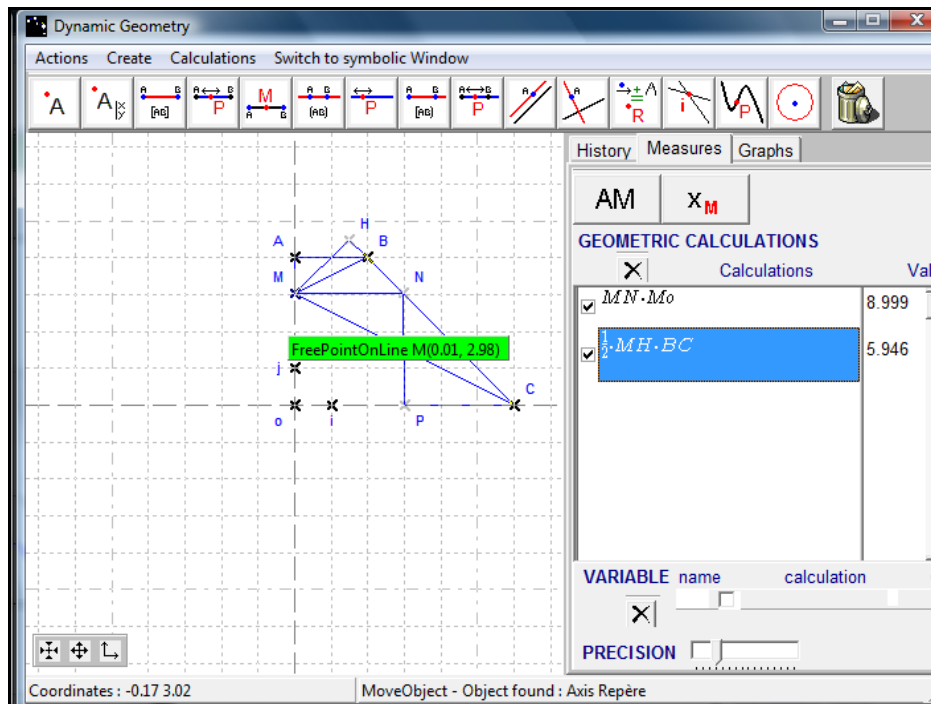 Dynamic Geometry
Actions Create Calculations Switch to symbolic Window
A A x y A B [AB] A B P M A B A B (AB) P A B [AB] A B P A A A R i P
History Measures Graphs
AM xM
GEOMETRIC CALCULATIONS
Calculations Val
MN·Mo 8.999
1/2·MH·BC 5.946
H
A B
M N
FreePointOnLine M(0.01, 2.98)
j
C
o i P
VARIABLE name calculation
PRECISION
Coordinates : -0.17 3.02 MoveObject - Object found : Axis Repère